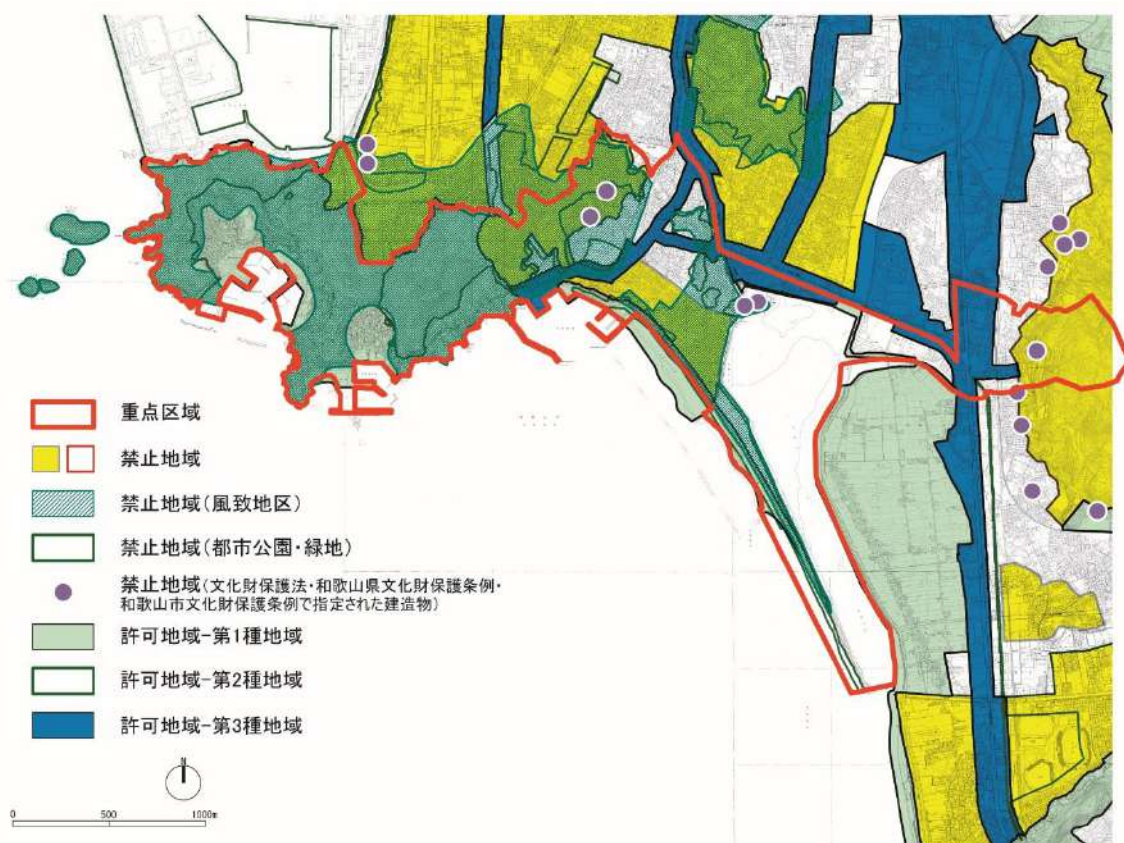 重点区域
禁止地域
禁止地域(風致地区)
禁止地域(都市公園・緑地)
禁止地域(文化財保護法・和歌山県文化財保護条例・
和歌山市文化財保護条例で指定された建造物)
許可地域-第1種地域
許可地域-第2種地域
許可地域-第3種地域
N
0 500 1000m